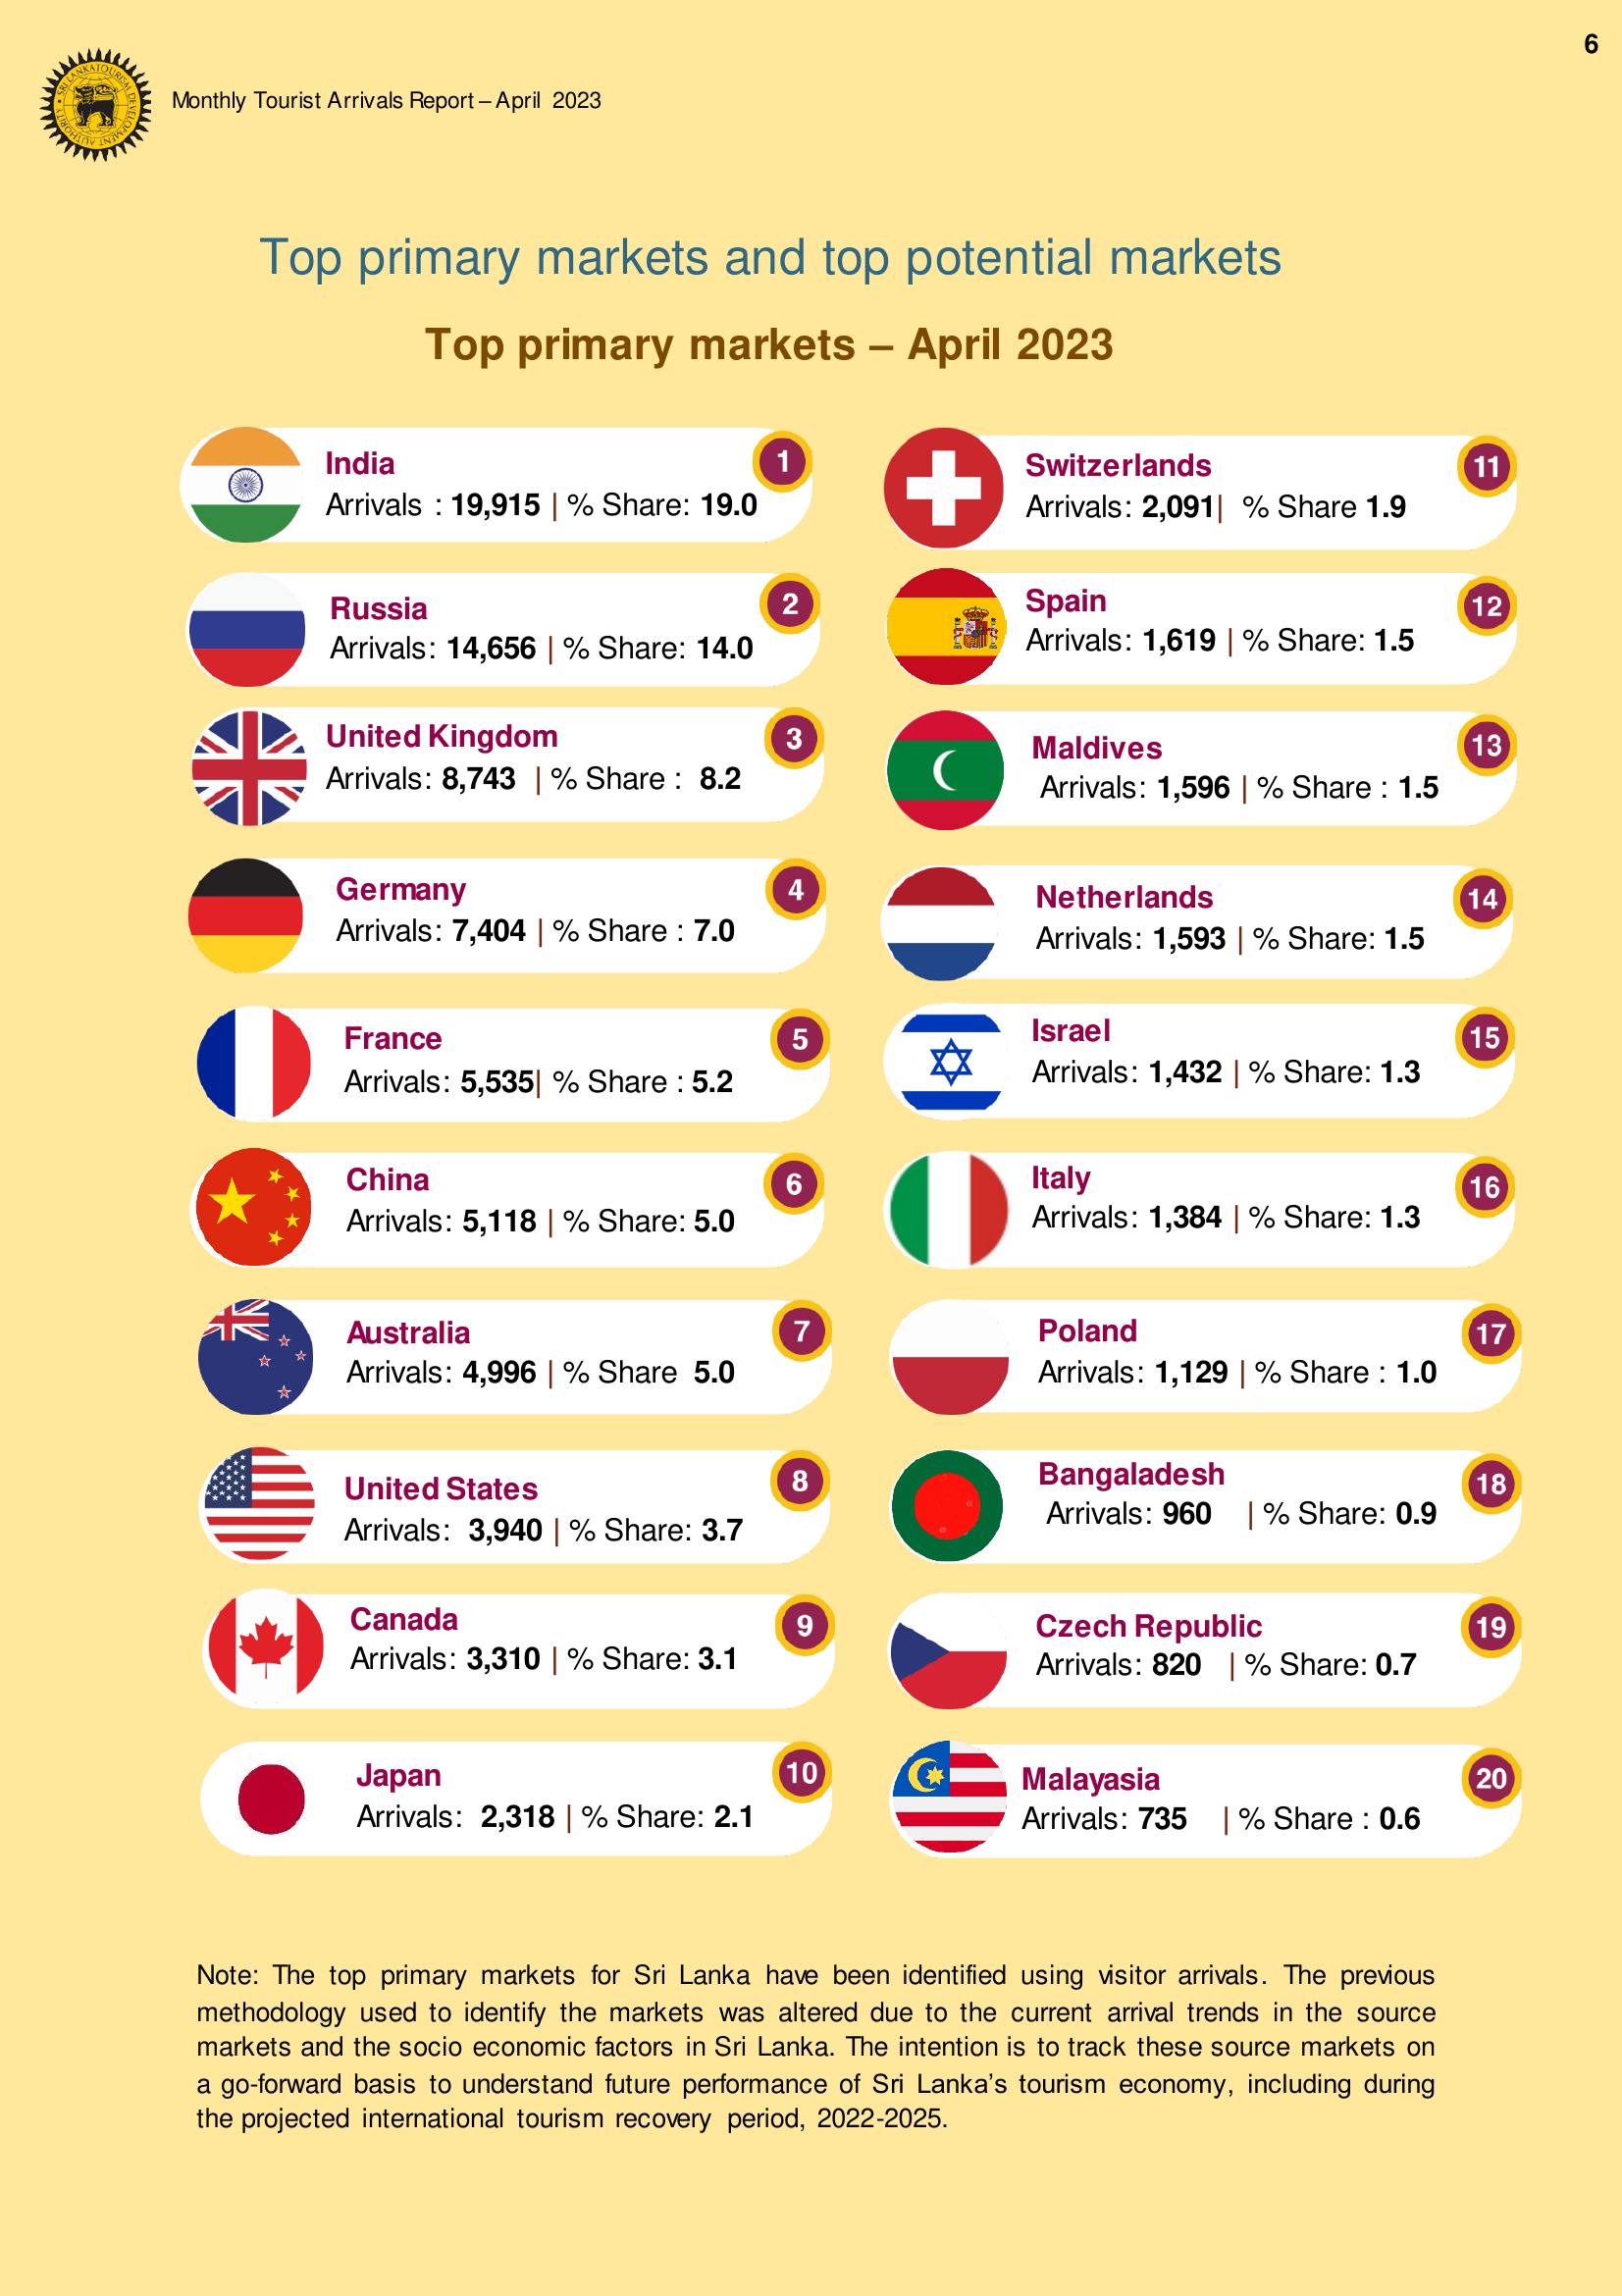 6
SRI LANKA TOURISM DEVELOPMENT AUTHORITY
Monthly Tourist Arrivals Report – April 2023
Top primary markets and top potential markets
Top primary markets – April 2023
India
1
Arrivals : 19,915 | % Share: 19.0
Russia
2
Arrivals: 14,656 | % Share: 14.0
United Kingdom
3
Arrivals: 8,743 | % Share : 8.2
Germany
4
Arrivals: 7,404 | % Share : 7.0
France
5
Arrivals: 5,535| % Share : 5.2
China
6
Arrivals: 5,118 | % Share: 5.0
Australia
7
Arrivals: 4,996 | % Share 5.0
United States
8
Arrivals: 3,940 | % Share: 3.7
Canada
9
Arrivals: 3,310 | % Share: 3.1
Japan
10
Arrivals: 2,318 | % Share: 2.1
Switzerlands
11
Arrivals: 2,091| % Share 1.9
Spain
12
Arrivals: 1,619 | % Share: 1.5
Maldives
13
Arrivals: 1,596 | % Share : 1.5
Netherlands
14
Arrivals: 1,593 | % Share: 1.5
Israel
15
Arrivals: 1,432 | % Share: 1.3
Italy
16
Arrivals: 1,384 | % Share: 1.3
Poland
17
Arrivals: 1,129 | % Share : 1.0
Bangaladesh
18
Arrivals: 960 | % Share: 0.9
Czech Republic
19
Arrivals: 820 | % Share: 0.7
Malayasia
20
Arrivals: 735 | % Share : 0.6
Note: The top primary markets for Sri Lanka have been identified using visitor arrivals. The previous
methodology used to identify the markets was altered due to the current arrival trends in the source
markets and the socio economic factors in Sri Lanka. The intention is to track these source markets on
a go-forward basis to understand future performance of Sri Lanka’s tourism economy, including during
the projected international tourism recovery period, 2022-2025.